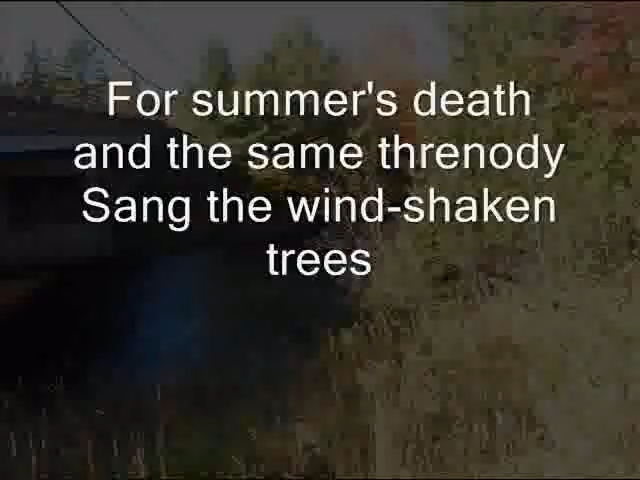 For summer's death
and the same threnody
Sang the wind-shaken
trees